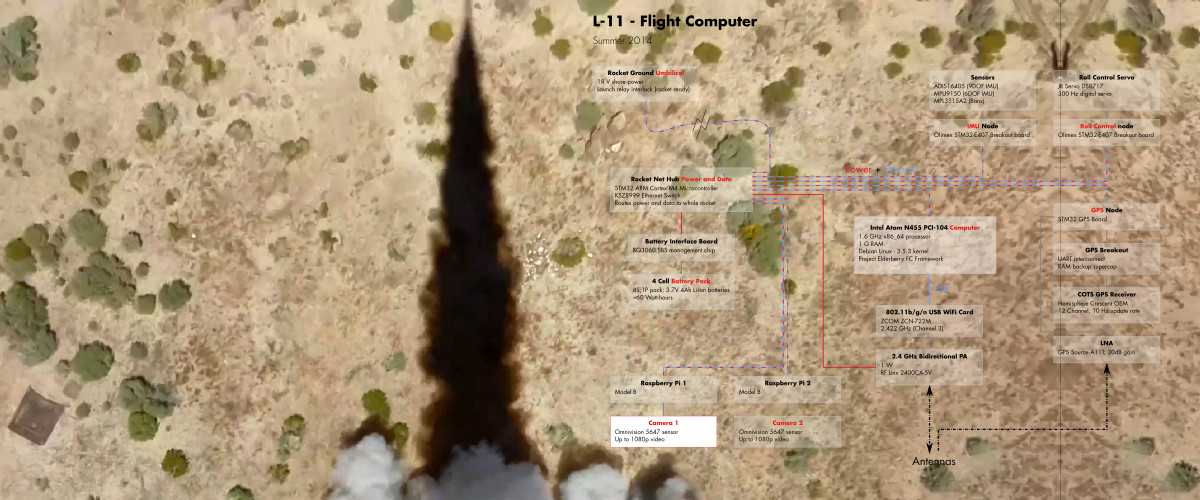 L-11 - Flight Computer
Summer 2014
Rocket Ground Umbilical
18 V shore power
Launch relay interlock (rocket ready)
Sensors
ADIS16405 (9DOF IMU)
MPU9150 (6DOF IMU)
MPL3115A2 (Baro)
Roll Control Servo
JR Servo DS8717
300 Hz digital servo
IMU Node
Olimex STM32-E407 Breakout board
Roll Control node
Olimex STM32-E407 Breakout board
Power +
Rocket Net Hub Power and Data
STM32 ARM Cortex M4 Microcontroller
KSZ8999 Ethernet Switch
Routes power and data to whole rocket
GPS Node
STM32 GPS Board
Intel Atom N455 PCI-104 Computer
1.6 GHz x86_64 processor
1 G RAM
Debian Linux - 3.5.3 kernel
Project Elderberry FC Framework
Battery Interface Board
BQ3060 SBS management chip
GPS Breakout
UART interconnect
RAM backup supercap
4 Cell Battery Pack
4S;1P pack: 3.7V 4Ah Li-Ion batteries
~60 Watt-hours
COTS GPS Receiver
Hemisphere Crescent OEM
12 Channel, 10 Hz update rate
802.11b/g/n USB WiFi Card
ZCOM ZCN-722M
2.422 GHz (Channel 3)
LNA
GPS Source A111, 30dB gain
2.4 GHz Bidirectional PA
1 W
RF Linx 2400CA-5V
Raspberry Pi 1
Model B
Raspberry Pi 2
Model B
Camera 1
Omnivision 5647 sensor
Up to 1080p video
Camera 2
Omnivision 5647 sensor
Up to 1080p video
Antennas